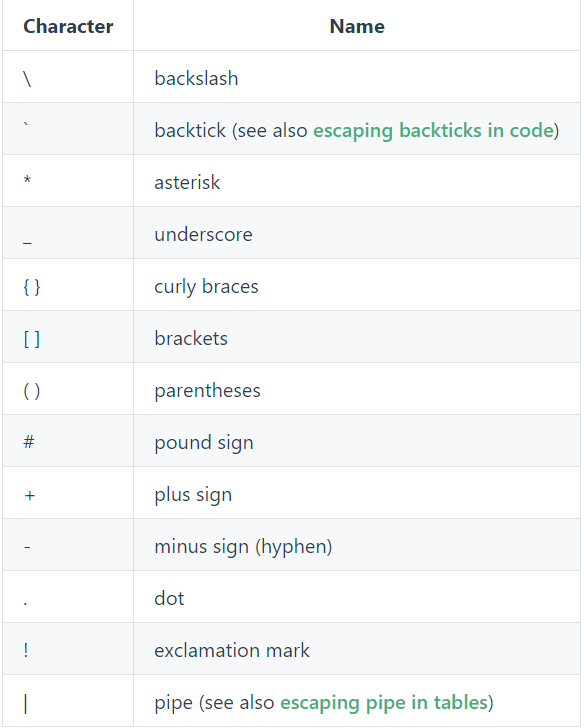 Character Name
\ backslash
` backtick (see also escaping backticks in code)
* asterisk
_ underscore
{ } curly braces
[ ] brackets
( ) parentheses
# pound sign
+ plus sign
- minus sign (hyphen)
. dot
! exclamation mark
| pipe (see also escaping pipe in tables)